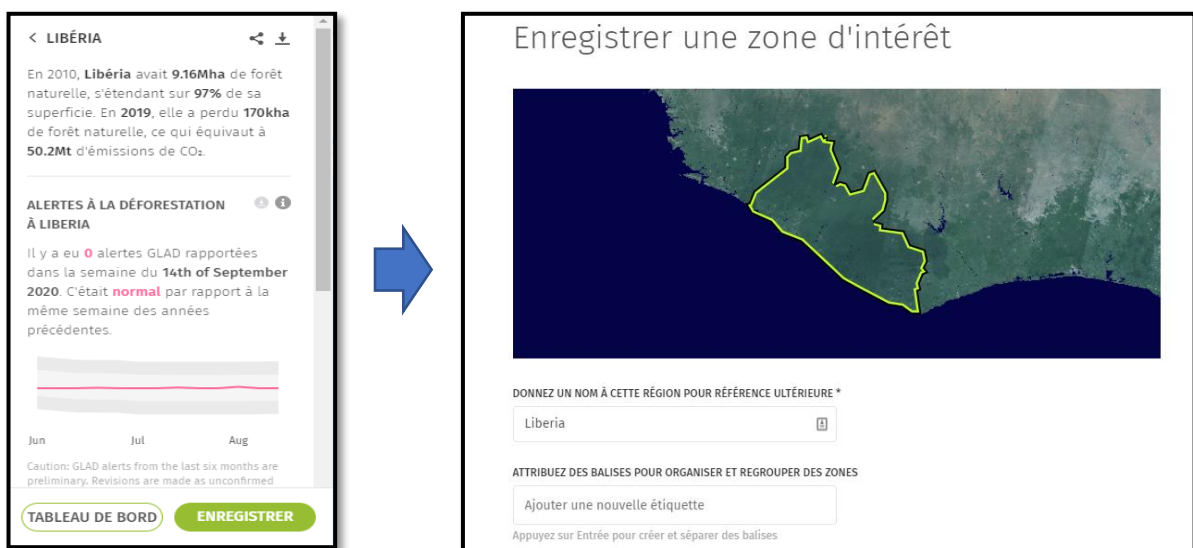 < LIBÉRIA
En 2010, Libéria avait 9.16Mha de forêt
naturelle, s'étendant sur 97% de sa
superficie. En 2019, elle a perdu 170kha
de forêt naturelle, ce qui équivaut à
50.2Mt d'émissions de CO₂.
ALERTES À LA DÉFORESTATION
À LIBERIA
Il y a eu 0 alertes GLAD rapportées
dans la semaine du 14th of September
2020. C'était normal par rapport à la
même semaine des années
précédentes.
Jun Jul Aug
Caution: GLAD alerts from the last six months are
preliminary. Revisions are made as unconfirmed
TABLEAU DE BORD ENREGISTRER
Enregistrer une zone d'intérêt
DONNEZ UN NOM À CETTE RÉGION POUR RÉFÉRENCE ULTÉRIEURE *
Liberia
ATTRIBUEZ DES BALISES POUR ORGANISER ET REGROUPER DES ZONES
Ajouter une nouvelle étiquette
Appuyez sur Entrée pour créer et séparer des balises